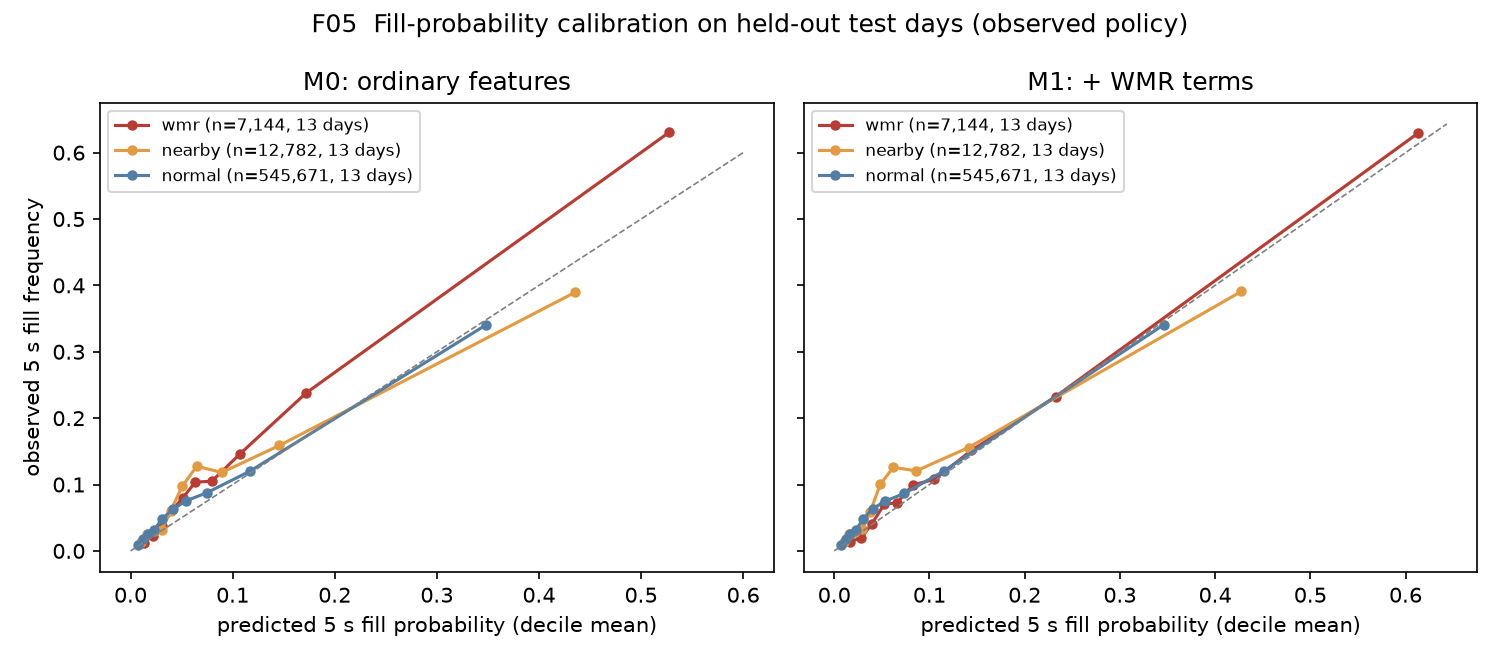 F05  Fill-probability calibration on held-out test days (observed policy)
M0: ordinary features
wmr (n=7,144, 13 days)
nearby (n=12,782, 13 days)
normal (n=545,671, 13 days)
observed 5 s fill frequency
0.6
0.5
0.4
0.3
0.2
0.1
0.0
0.0 0.1 0.2 0.3 0.4 0.5 0.6
predicted 5 s fill probability (decile mean)
M1: + WMR terms
wmr (n=7,144, 13 days)
nearby (n=12,782, 13 days)
normal (n=545,671, 13 days)
0.0 0.1 0.2 0.3 0.4 0.5 0.6
predicted 5 s fill probability (decile mean)